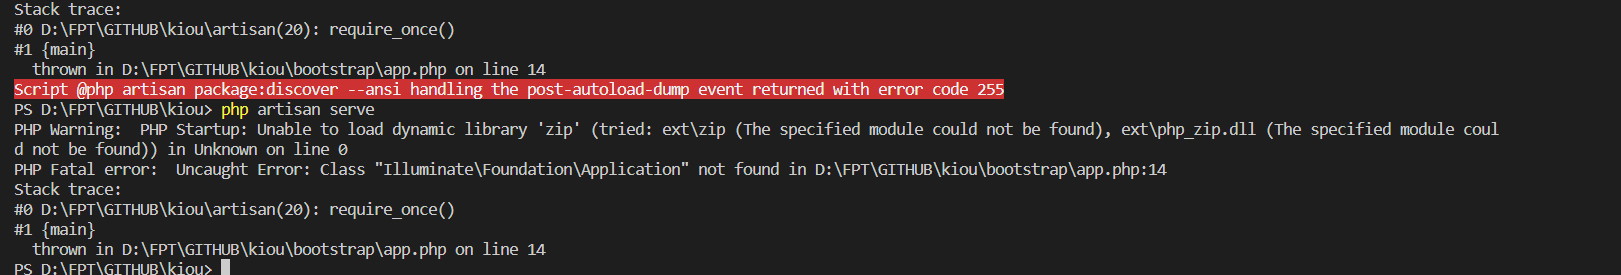 Stack trace:
#0 D:\FPT\GITHUB\kiou\artisan(20): require_once()
#1 {main}
  thrown in D:\FPT\GITHUB\kiou\bootstrap\app.php on line 14
Script @php artisan package:discover --ansi handling the post-autoload-dump event returned with error code 255
PS D:\FPT\GITHUB\kiou> php artisan serve
PHP Warning:  PHP Startup: Unable to load dynamic library 'zip' (tried: ext\zip (The specified module could not be found), ext\php_zip.dll (The specified module coul
d not be found)) in Unknown on line 0
PHP Fatal error:  Uncaught Error: Class "Illuminate\Foundation\Application" not found in D:\FPT\GITHUB\kiou\bootstrap\app.php:14
Stack trace:
#0 D:\FPT\GITHUB\kiou\artisan(20): require_once()
#1 {main}
  thrown in D:\FPT\GITHUB\kiou\bootstrap\app.php on line 14
PS D:\FPT\GITHUB\kiou>